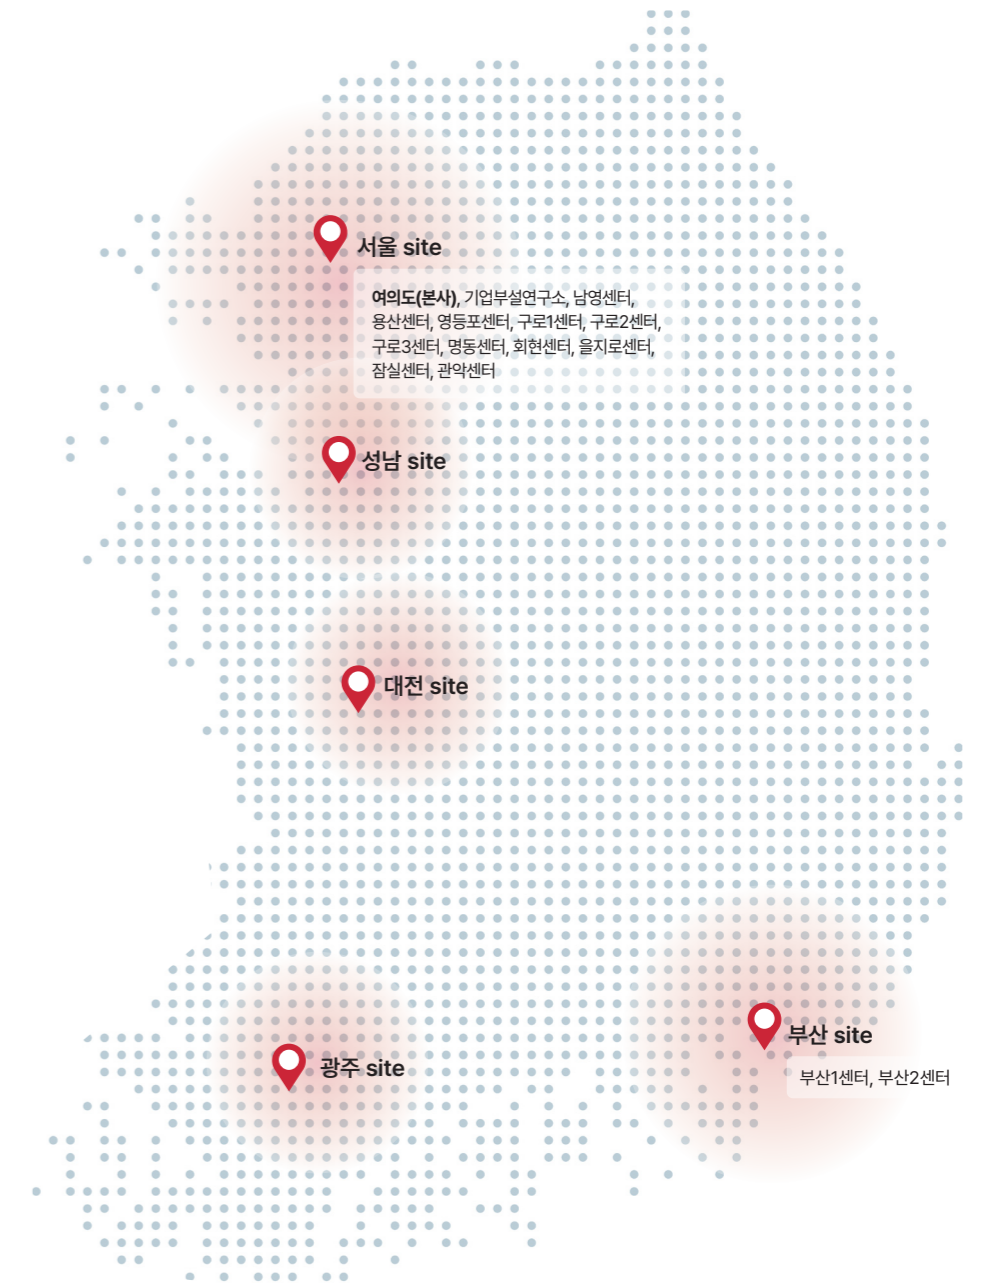 서울 site
여의도(본사), 기업부설연구소, 남영센터,
용산센터, 영등포센터, 구로1센터, 구로2센터,
구로3센터, 명동센터, 회현센터, 을지로센터,
잠실센터, 관악센터
성남 site
대전 site
부산 site
부산1센터, 부산2센터
광주 site